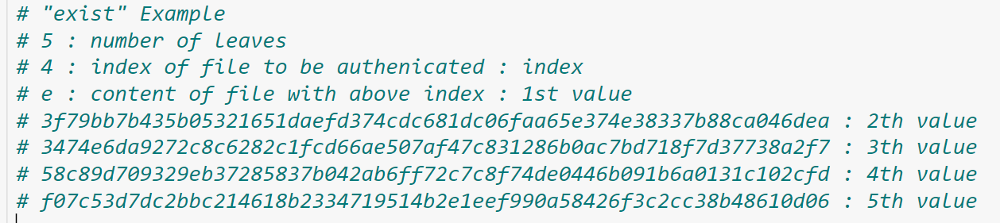 # "exist" Example
# 5 : number of leaves
# 4 : index of file to be authenicated : index
# e : content of file with above index : 1st value
# 3f79bb7b435b05321651daefd374cdc681dc06faa65e374e38337b88ca046dea : 2th value
# 3474e6da9272c8c6282c1fcd66ae507af47c831286b0ac7bd718f7d37738a2f7 : 3th value
# 58c89d709329eb37285837b042ab6ff72c7c8f74de0446b091b6a0131c102cfd : 4th value
# f07c53d7dc2bbc214618b2334719514b2e1eef990a58426f3c2cc38b48610d06 : 5th value